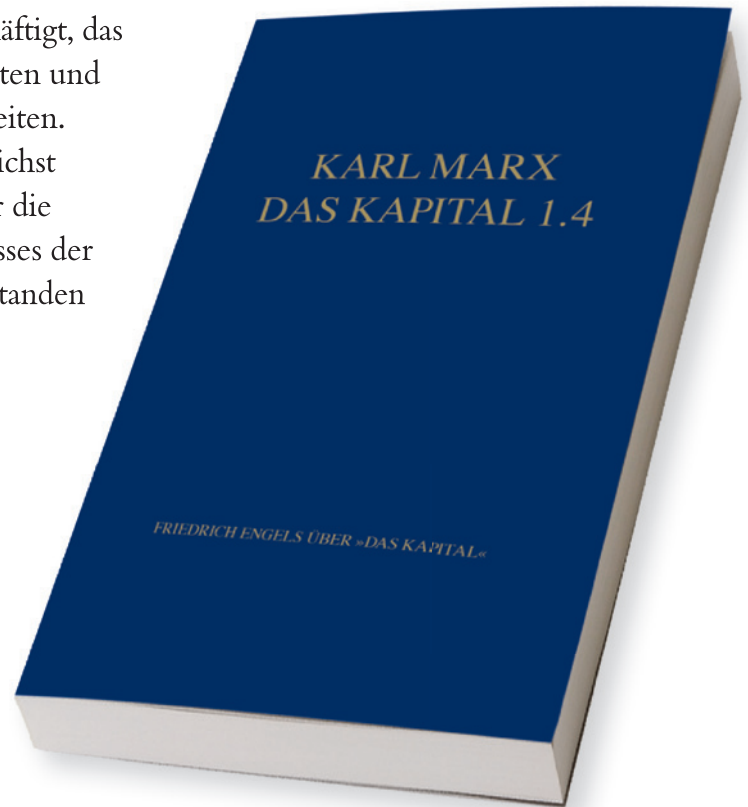 äftigt, das
ten und
eiten.
ichst
r die
sses der
tanden
KARL MARX
DAS KAPITAL 1.4
FRIEDRICH ENGELS ÜBER »DAS KAPITAL«